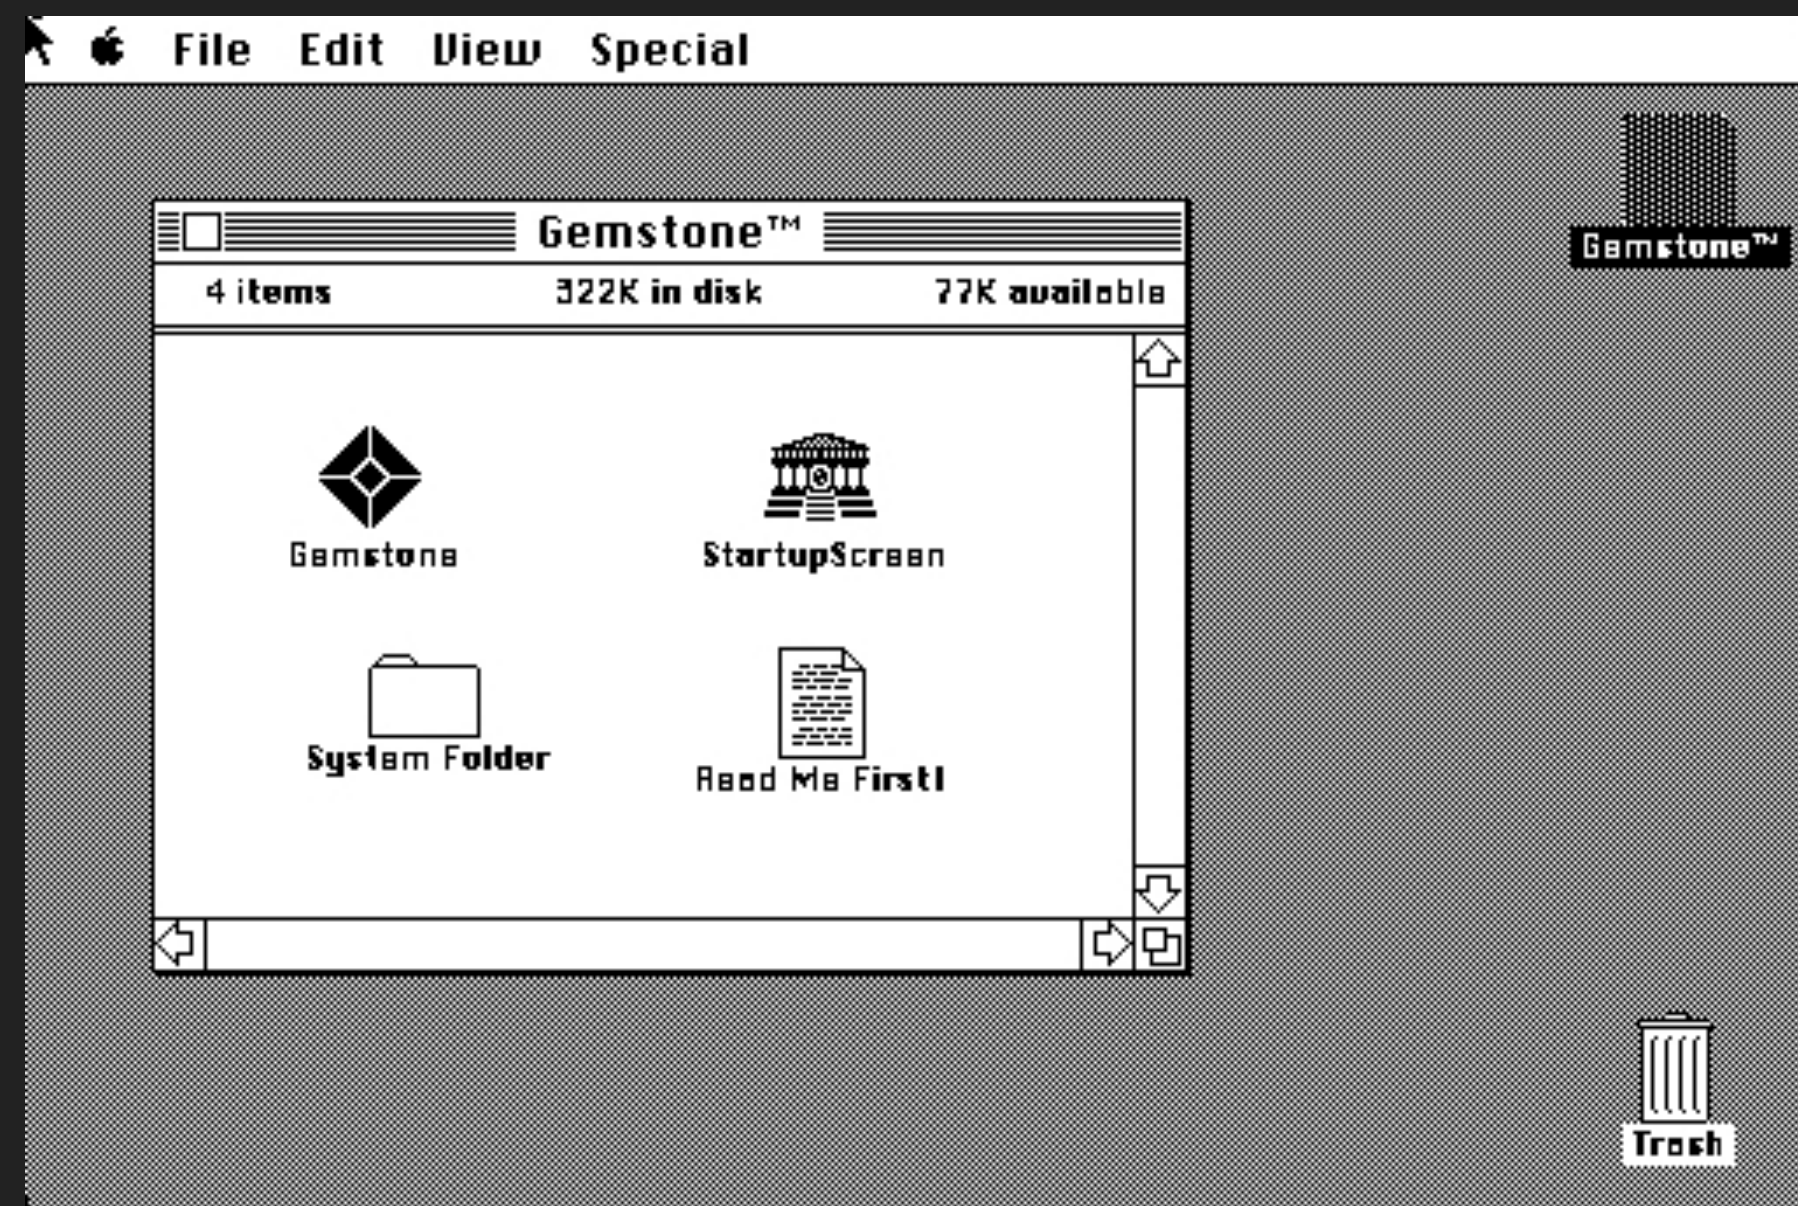 File Edit View Special
Gemstone™
Gemstone™
4 items 322K in disk 77K available
Gemstone StartupScreen
System Folder Read Me First!
Trash